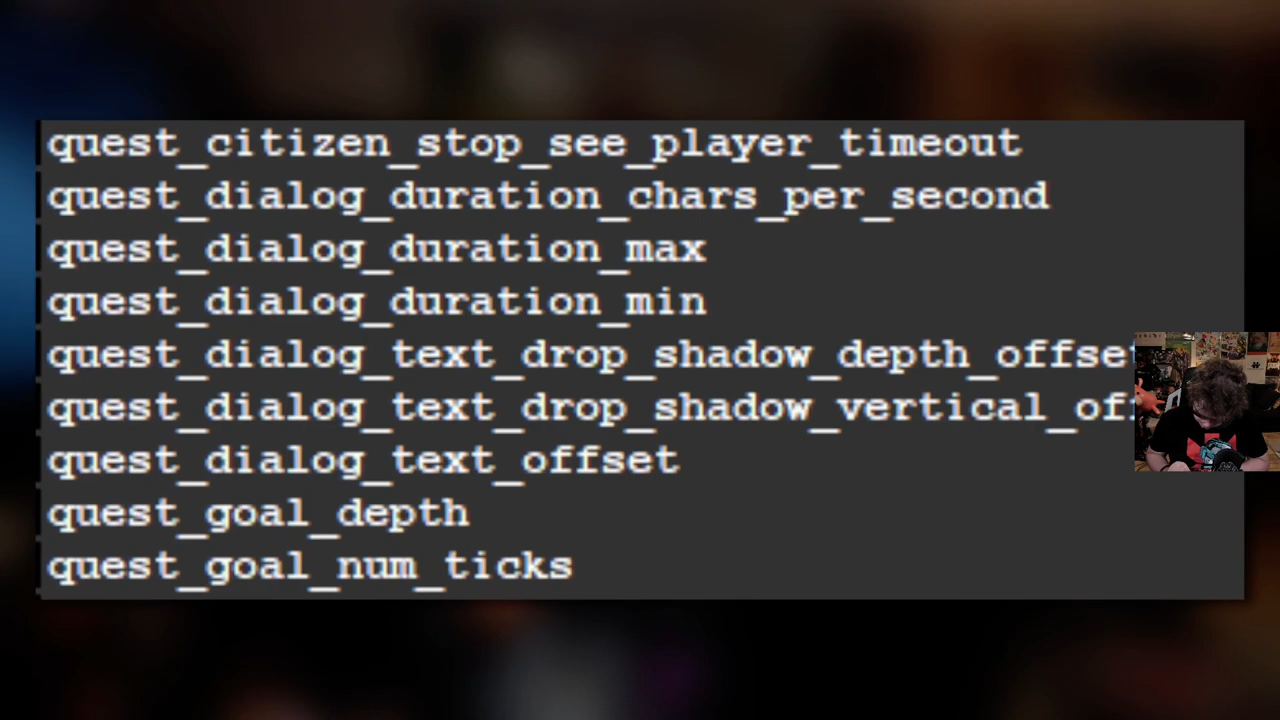 quest_citizen_stop_see_player_timeout
quest_dialog_duration_chars_per_second
quest_dialog_duration_max
quest_dialog_duration_min
quest_dialog_text_drop_shadow_depth_offse
quest_dialog_text_drop_shadow_vertical_of
quest_dialog_text_offset
quest_goal_depth
quest_goal_num_ticks